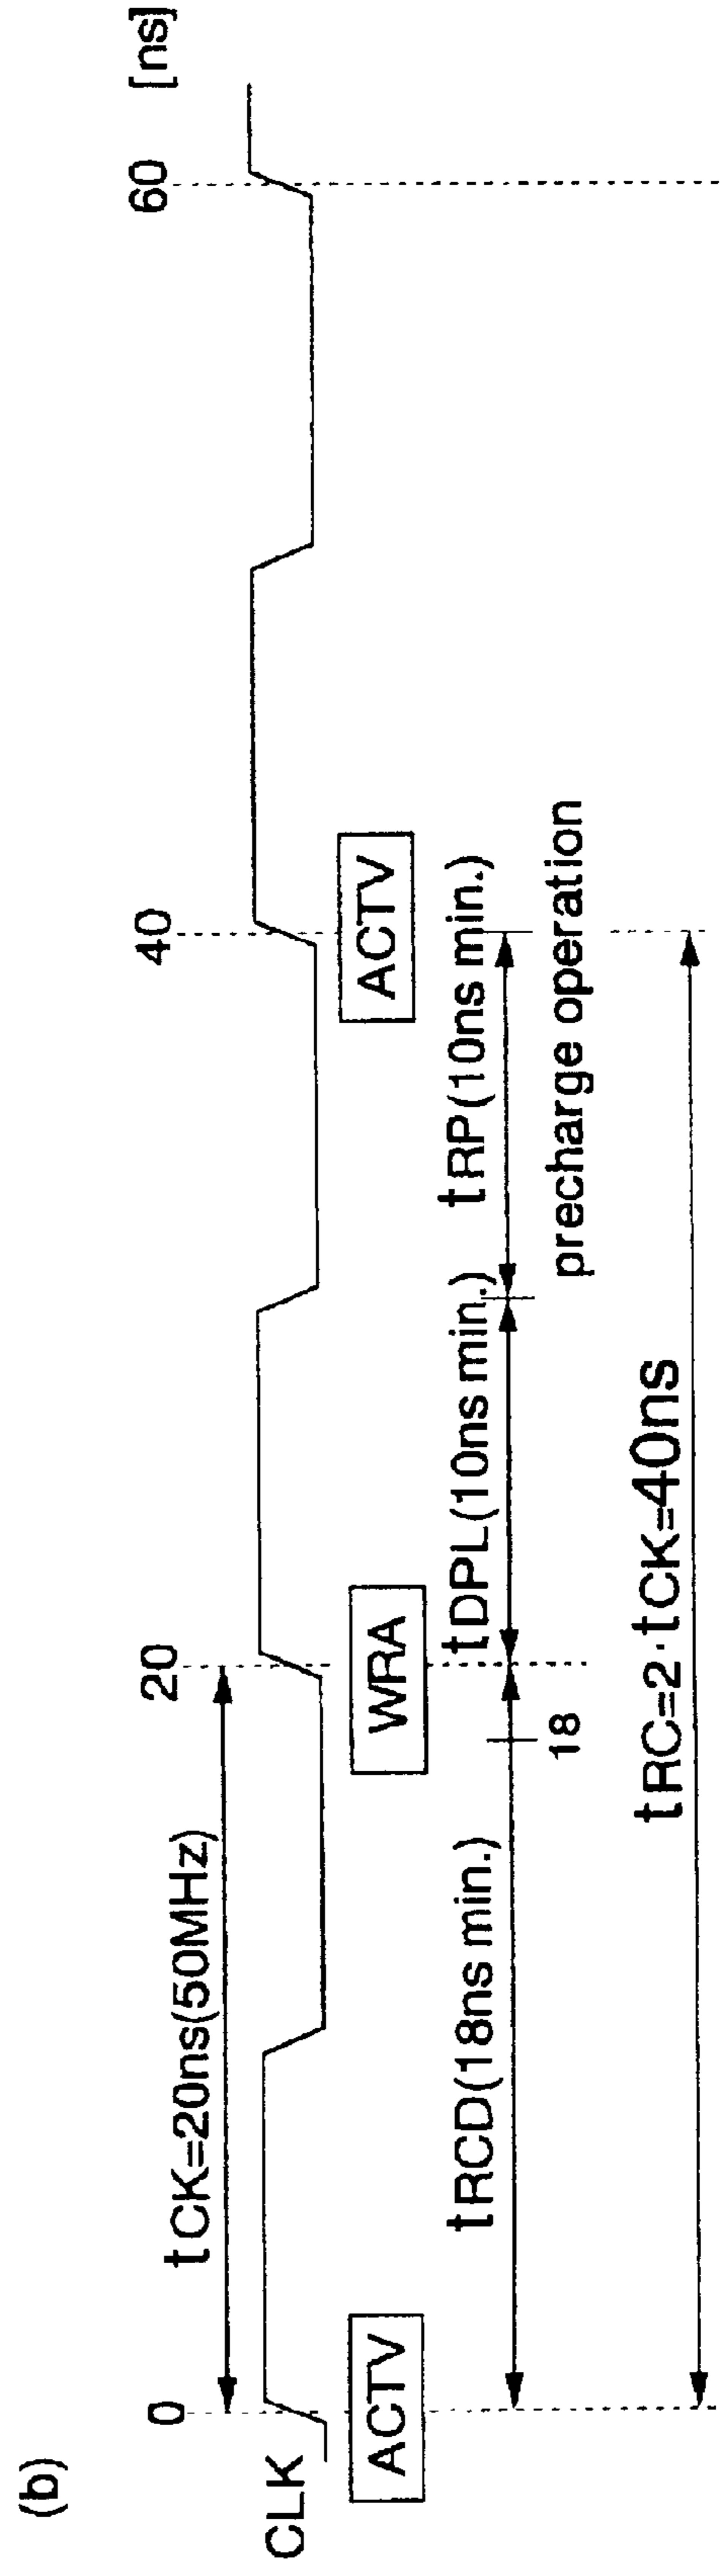 (b)
0 20 40 60 [ns]
tCK=20ns(50MHz)
CLK
ACTV WRA ACTV
tRCD(18ns min.) tDPL(10ns min.) tRP(10ns min.)
18 precharge operation
tRC=2·tCK=40ns